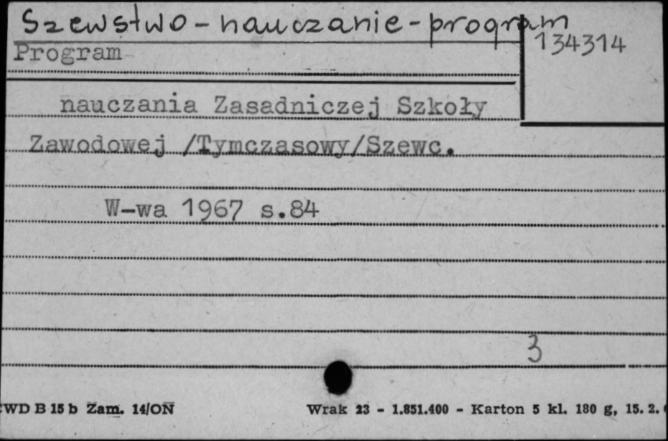 Szewstwo - nauczanie - program
134314
Program
nauczania Zasadniczej Szkoły
Zawodowej /Tymczasowy/Szewc.
W-wa 1967 s.84
3
WD B 15 b Zam. 14/ON
Wrak 23 - 1.851.400 - Karton 5 kl. 180 g, 15. 2.